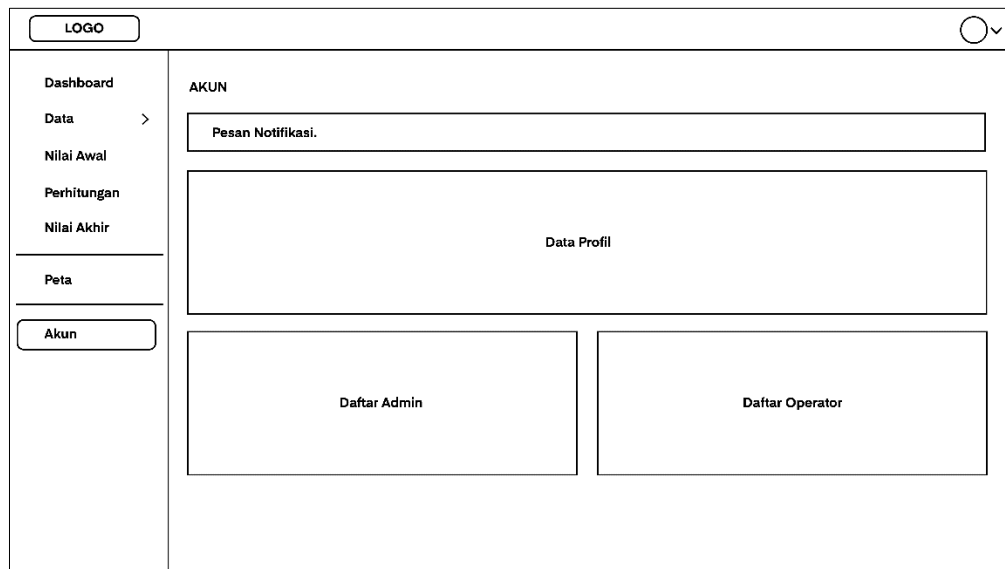 LOGO
Dashboard
Data
Nilai Awal
Perhitungan
Nilai Akhir
Peta
Akun
AKUN
Pesan Notifikasi.
Data Profil
Daftar Admin
Daftar Operator